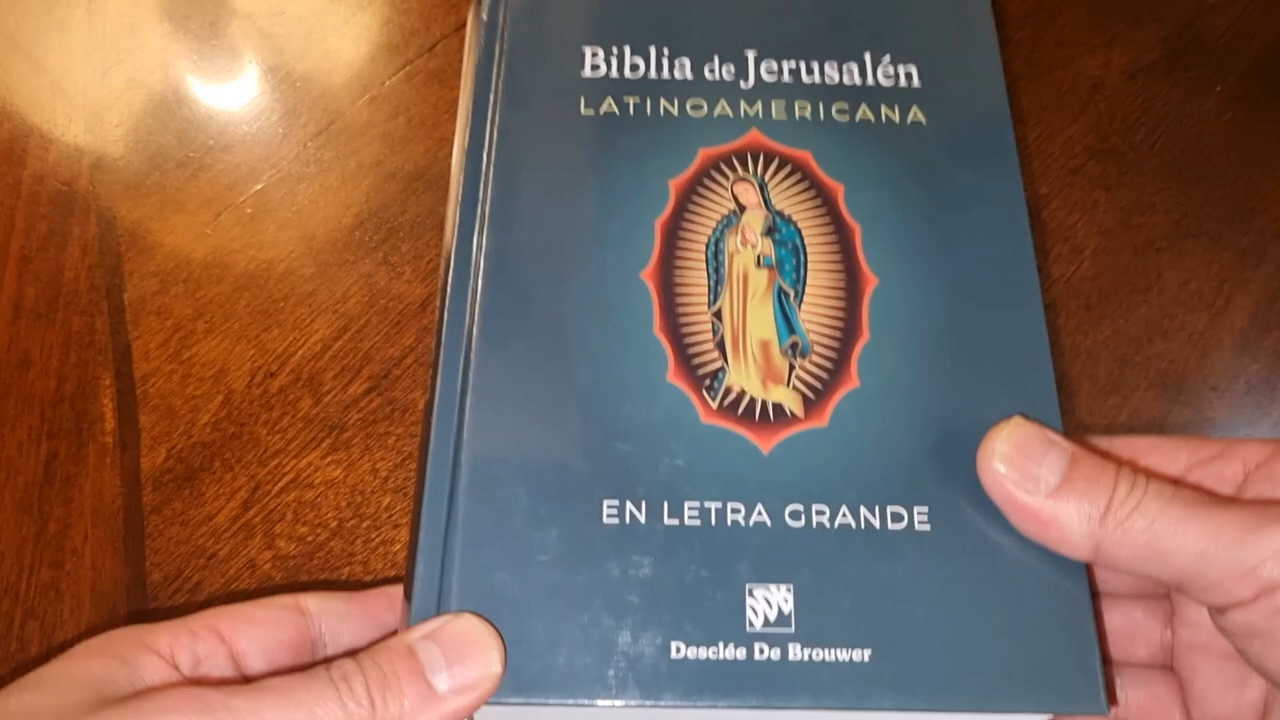 Biblia de Jerusalén
LATINOAMERICANA
EN LETRA GRANDE
DDB
Desclée De Brouwer